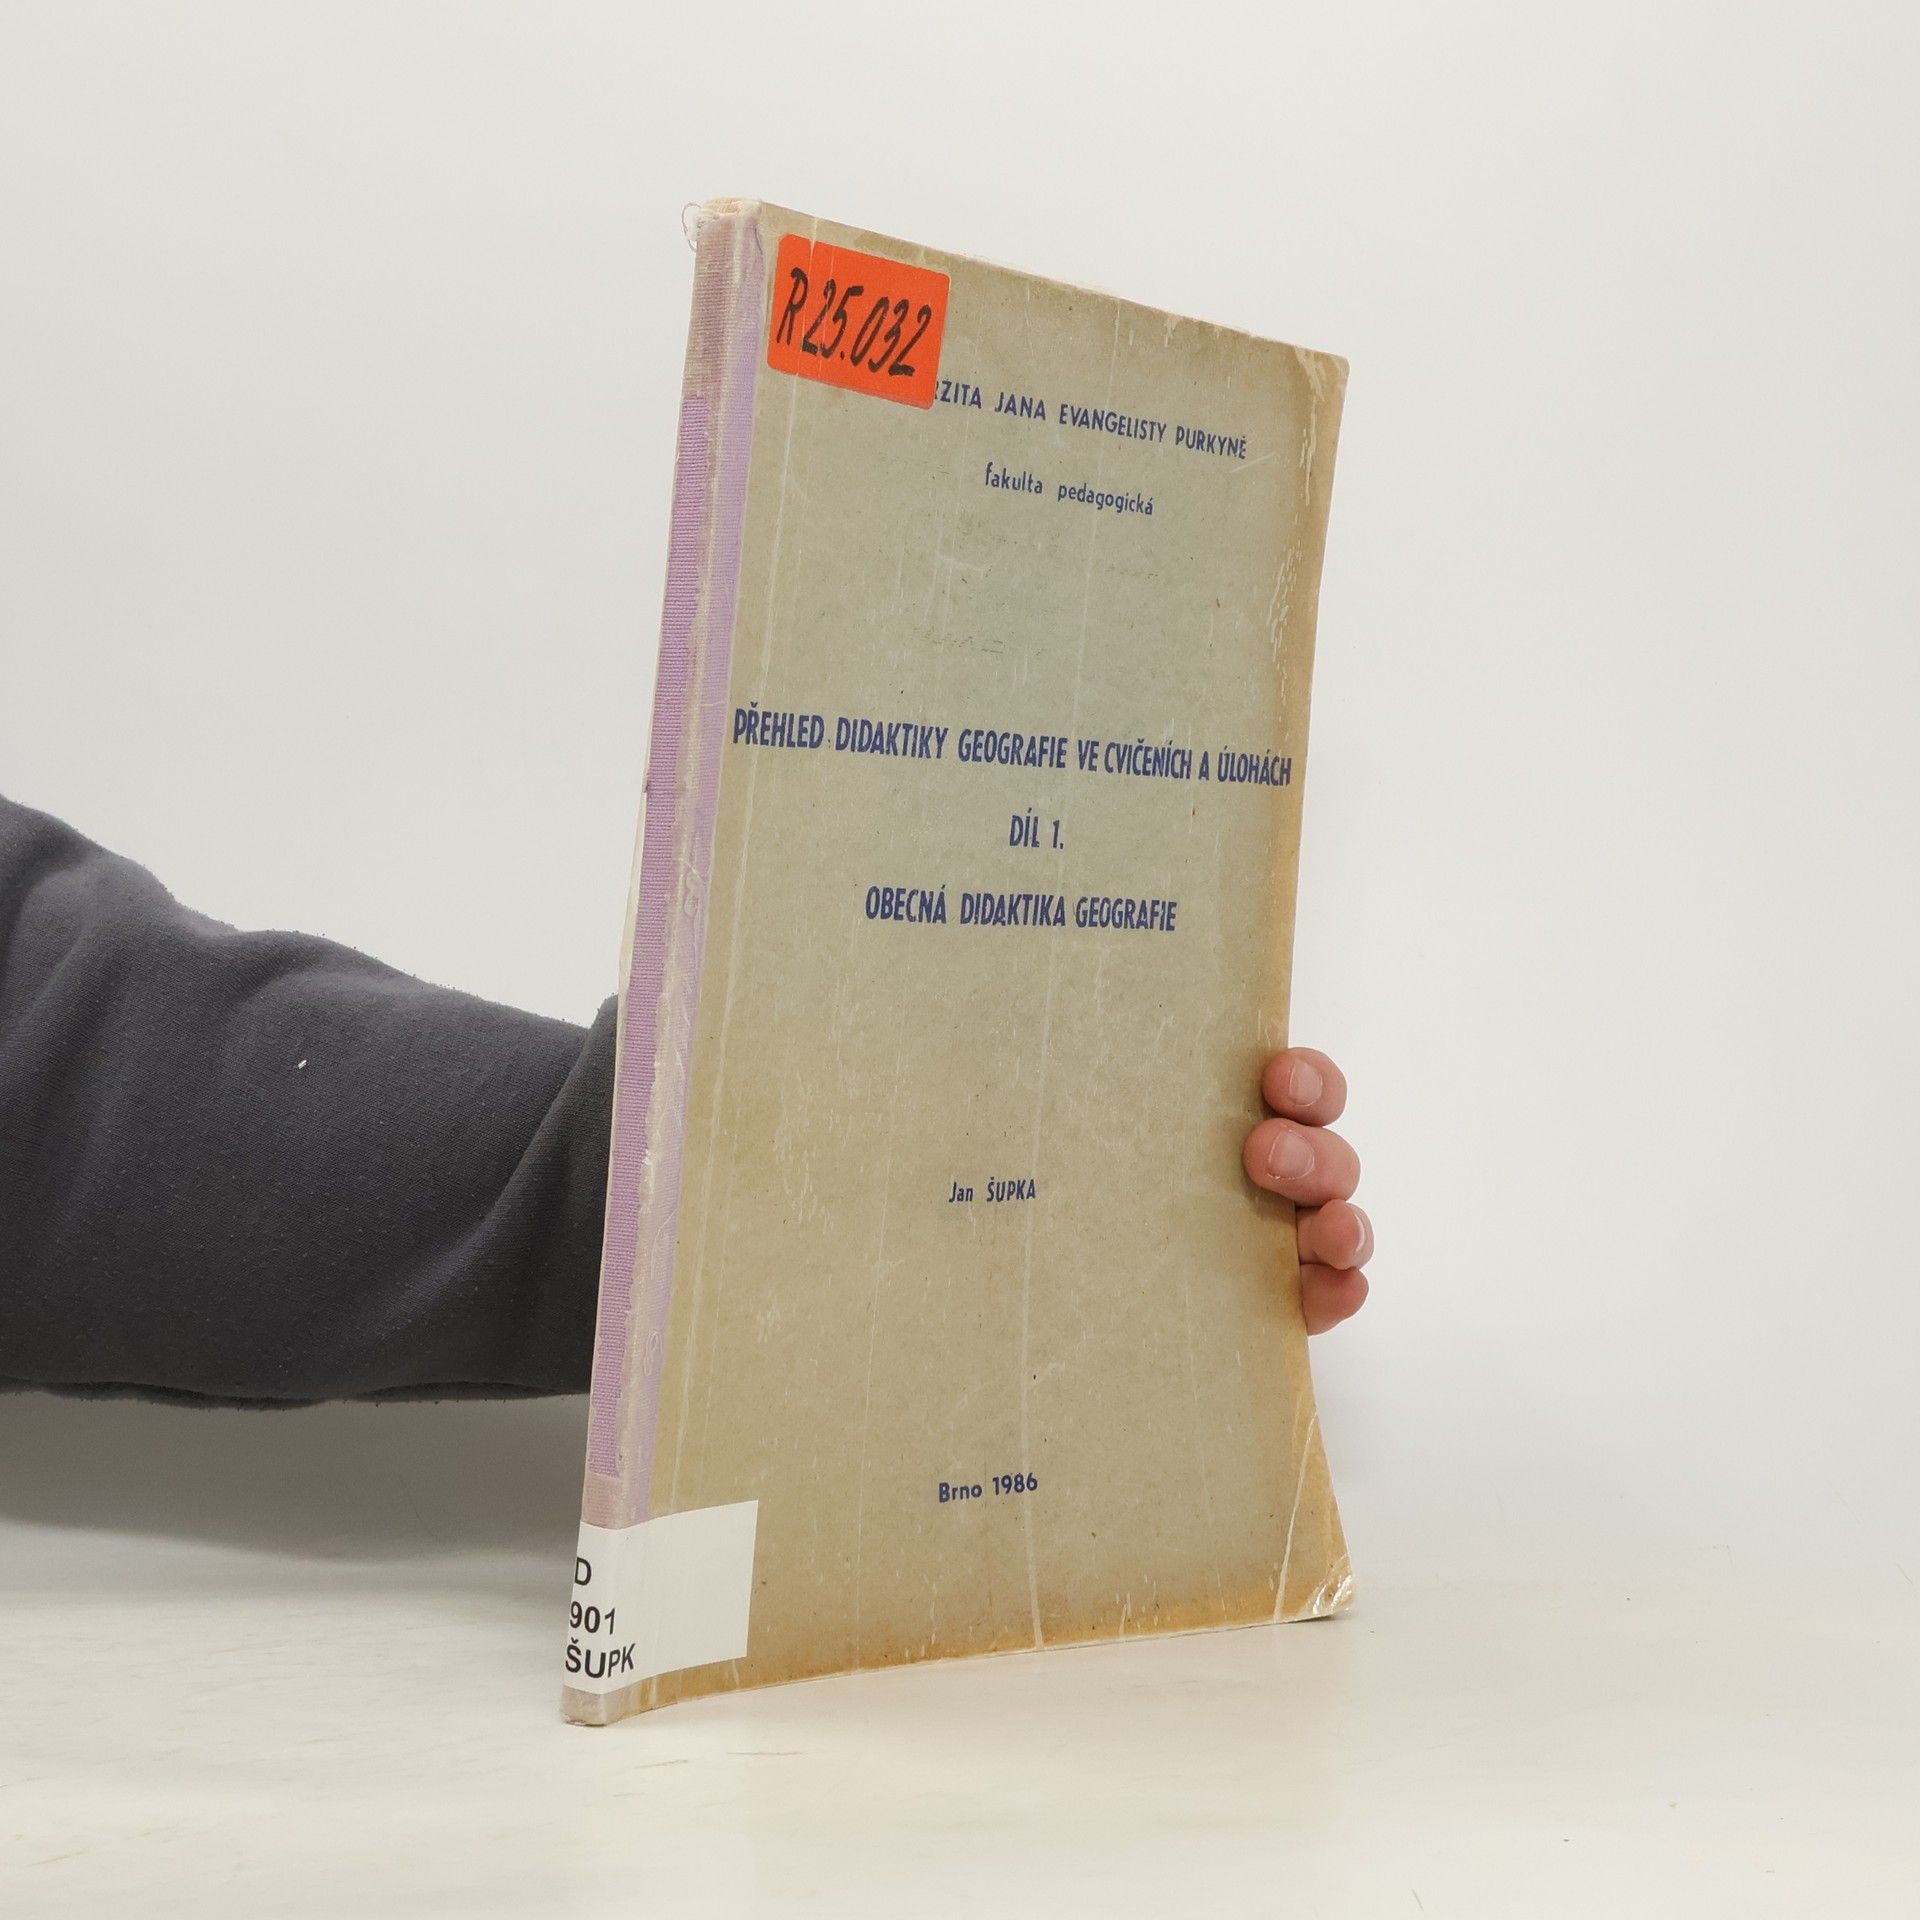 R 25.032
RZITA JANA EVANGELISTY PURKYNĚ
fakulta pedagogická
PŘEHLED DIDAKTIKY GEOGRAFIE VE CVIČENÍCH A ÚLOHÁCH
DÍL 1.
OBECNÁ DIDAKTIKA GEOGRAFIE
Jan ŠUPKA
Brno 1986
D
901
ŠUPK